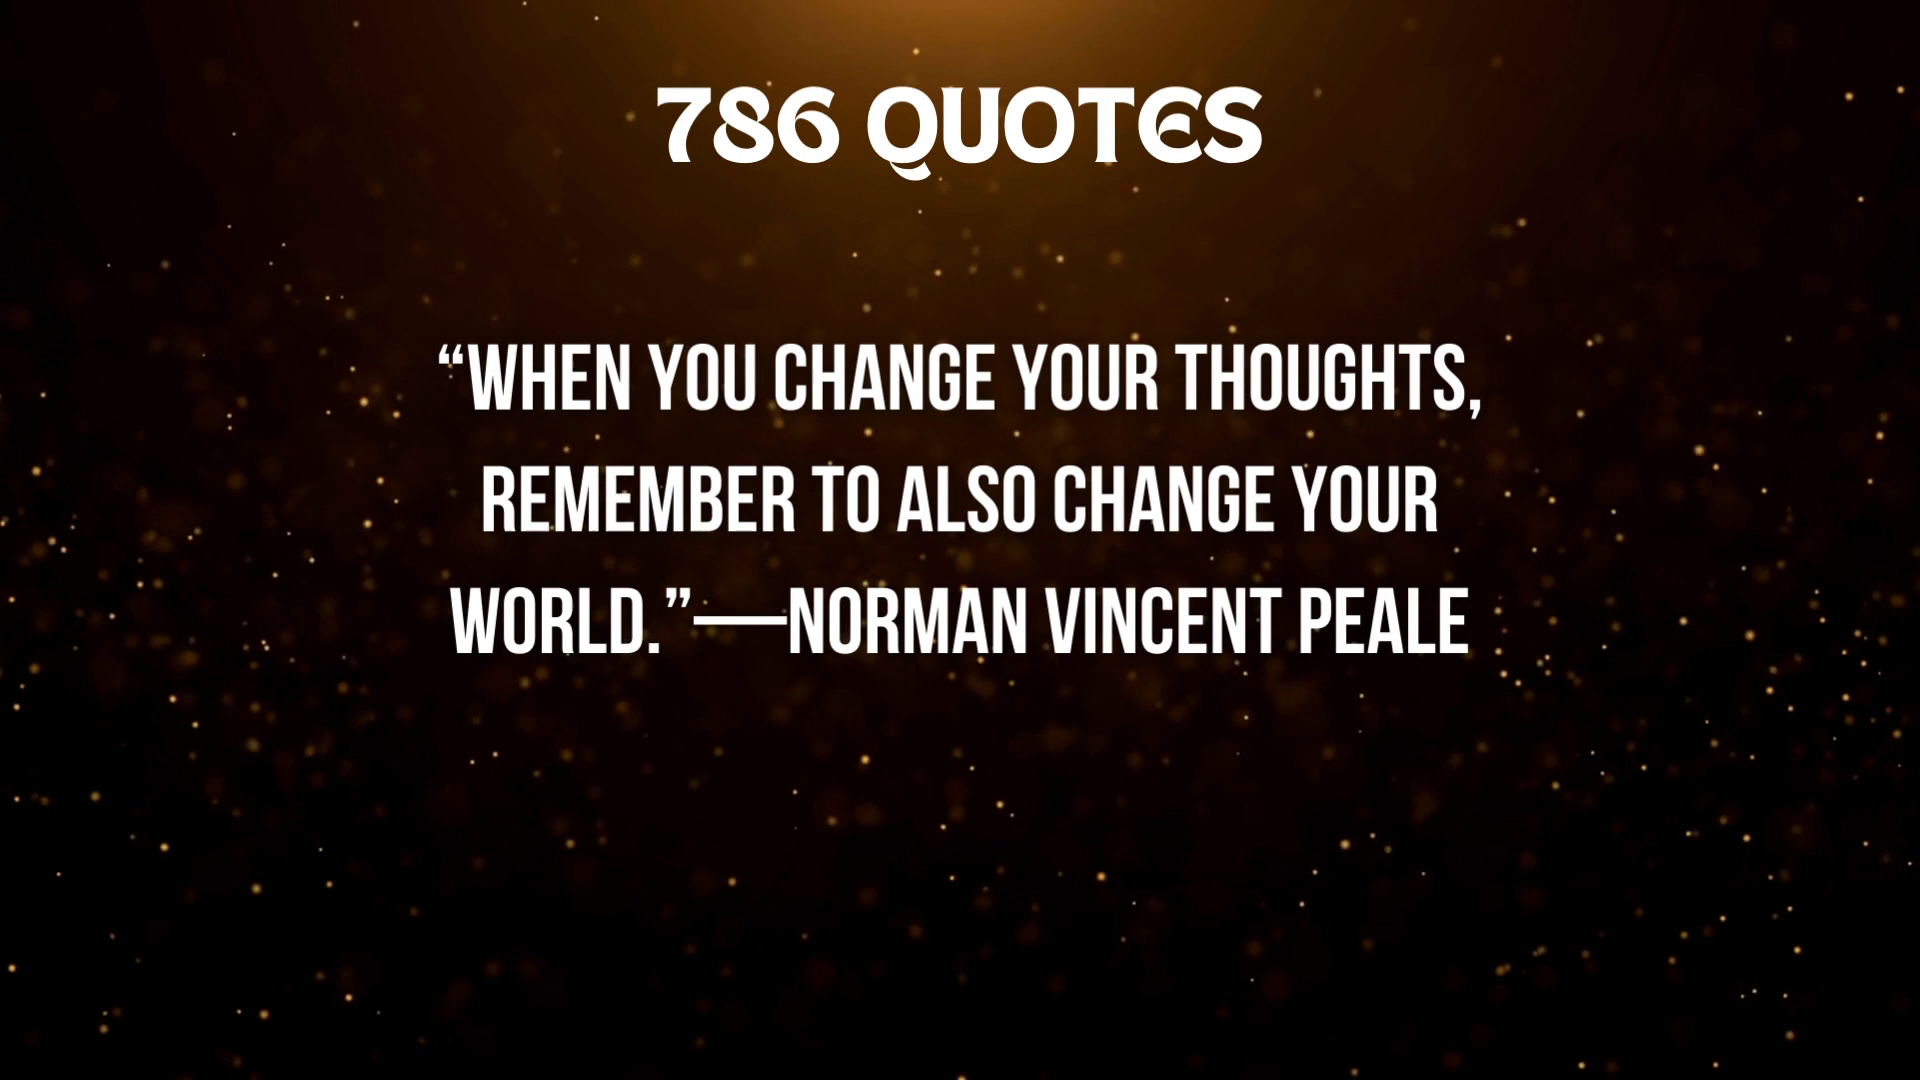 786 QUOTES
“WHEN YOU CHANGE YOUR THOUGHTS,
REMEMBER TO ALSO CHANGE YOUR
WORLD.”—NORMAN VINCENT PEALE